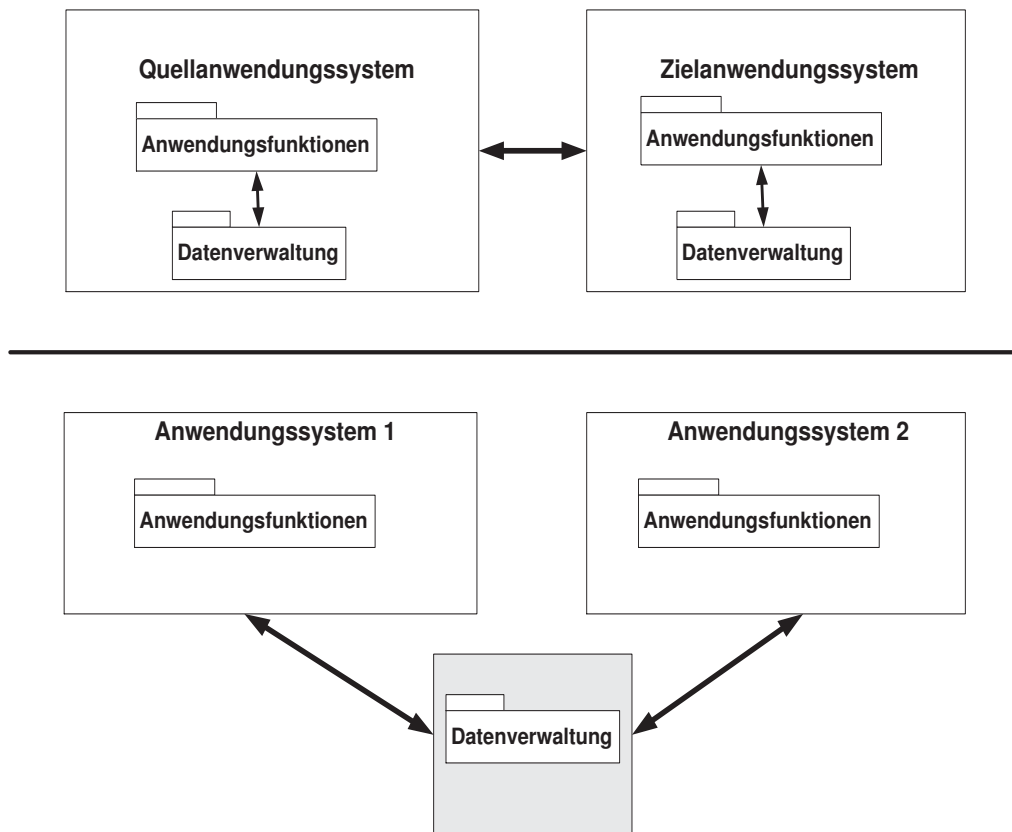 Quellanwendungssystem
Zielanwendungssystem
Anwendungsfunktionen
Anwendungsfunktionen
Datenverwaltung
Datenverwaltung
Anwendungssystem 1
Anwendungssystem 2
Anwendungsfunktionen
Anwendungsfunktionen
Datenverwaltung